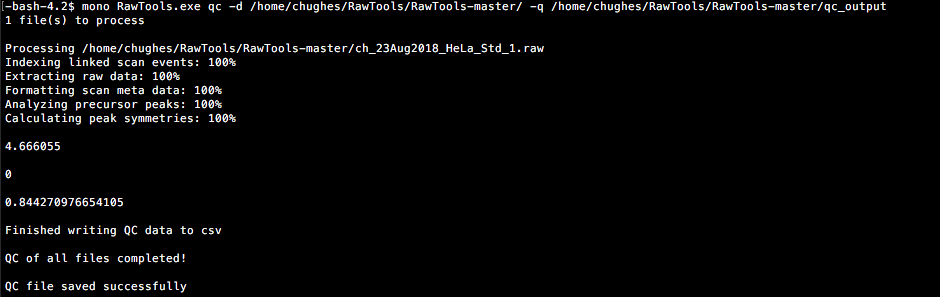 [-bash-4.2$ mono RawTools.exe qc -d /home/chughes/RawTools/RawTools-master/ -q /home/chughes/RawTools/RawTools-master/qc_output
1 file(s) to process
Processing /home/chughes/RawTools/RawTools-master/ch_23Aug2018_HeLa_Std_1.raw
Indexing linked scan events: 100%
Extracting raw data: 100%
Formatting scan meta data: 100%
Analyzing precursor peaks: 100%
Calculating peak symmetries: 100%
4.666055
0
0.844270976654105
Finished writing QC data to csv
QC of all files completed!
QC file saved successfully